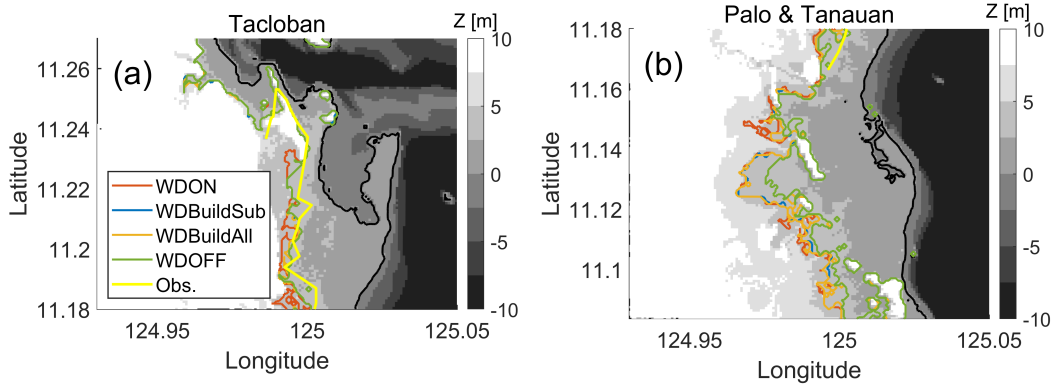 Tacloban
Z [m]
(a)
11.26
11.24
11.22
11.2
11.18
Latitude
WDON
WDBuildSub
WDBuildAll
WDOFF
Obs.
124.95
125
125.05
Longitude
10
5
0
-5
-10
Palo & Tanauan
Z [m]
(b)
11.18
11.16
11.14
11.12
11.1
Latitude
124.95
125
125.05
Longitude
10
5
0
-5
-10